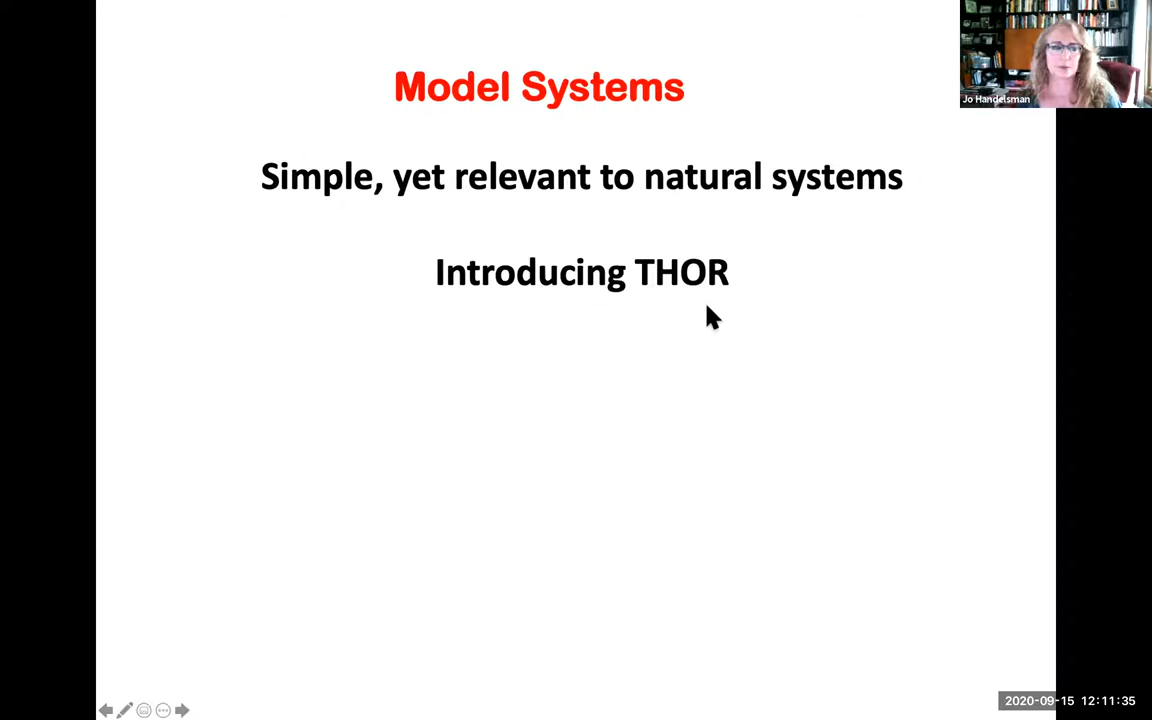 Model Systems
Jo Handelsman
Simple, yet relevant to natural systems
Introducing THOR
2020-09-15 12:11:35